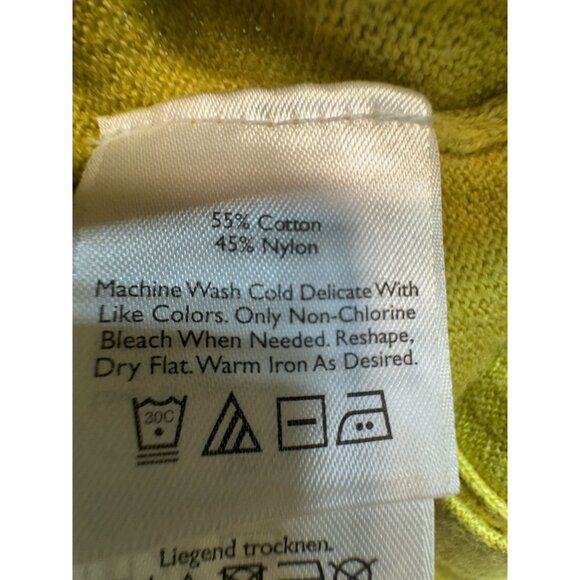 55% Cotton
45% Nylon
Machine Wash Cold Delicate With
Like Colors. Only Non-Chlorine
Bleach When Needed. Reshape,
Dry Flat. Warm Iron As Desired.
30C
Liegend trocknen.